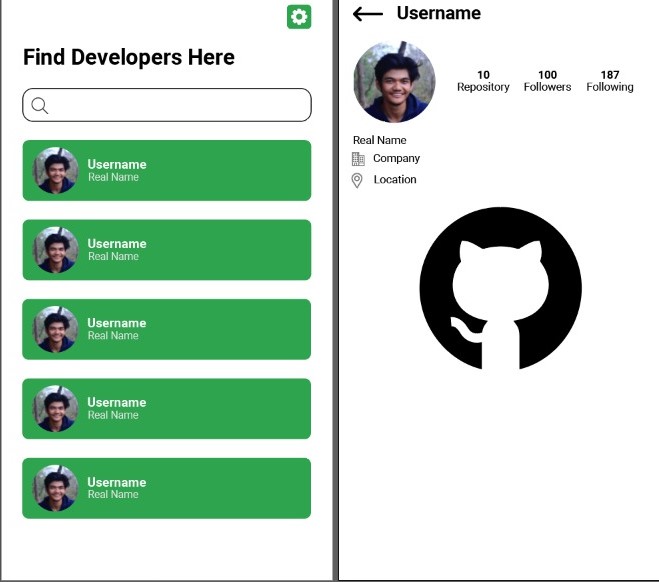 Find Developers Here
Username
Real Name
Username
Real Name
Username
Real Name
Username
Real Name
Username
Real Name
Username
10 100 187
Repository Followers Following
Real Name
Company
Location